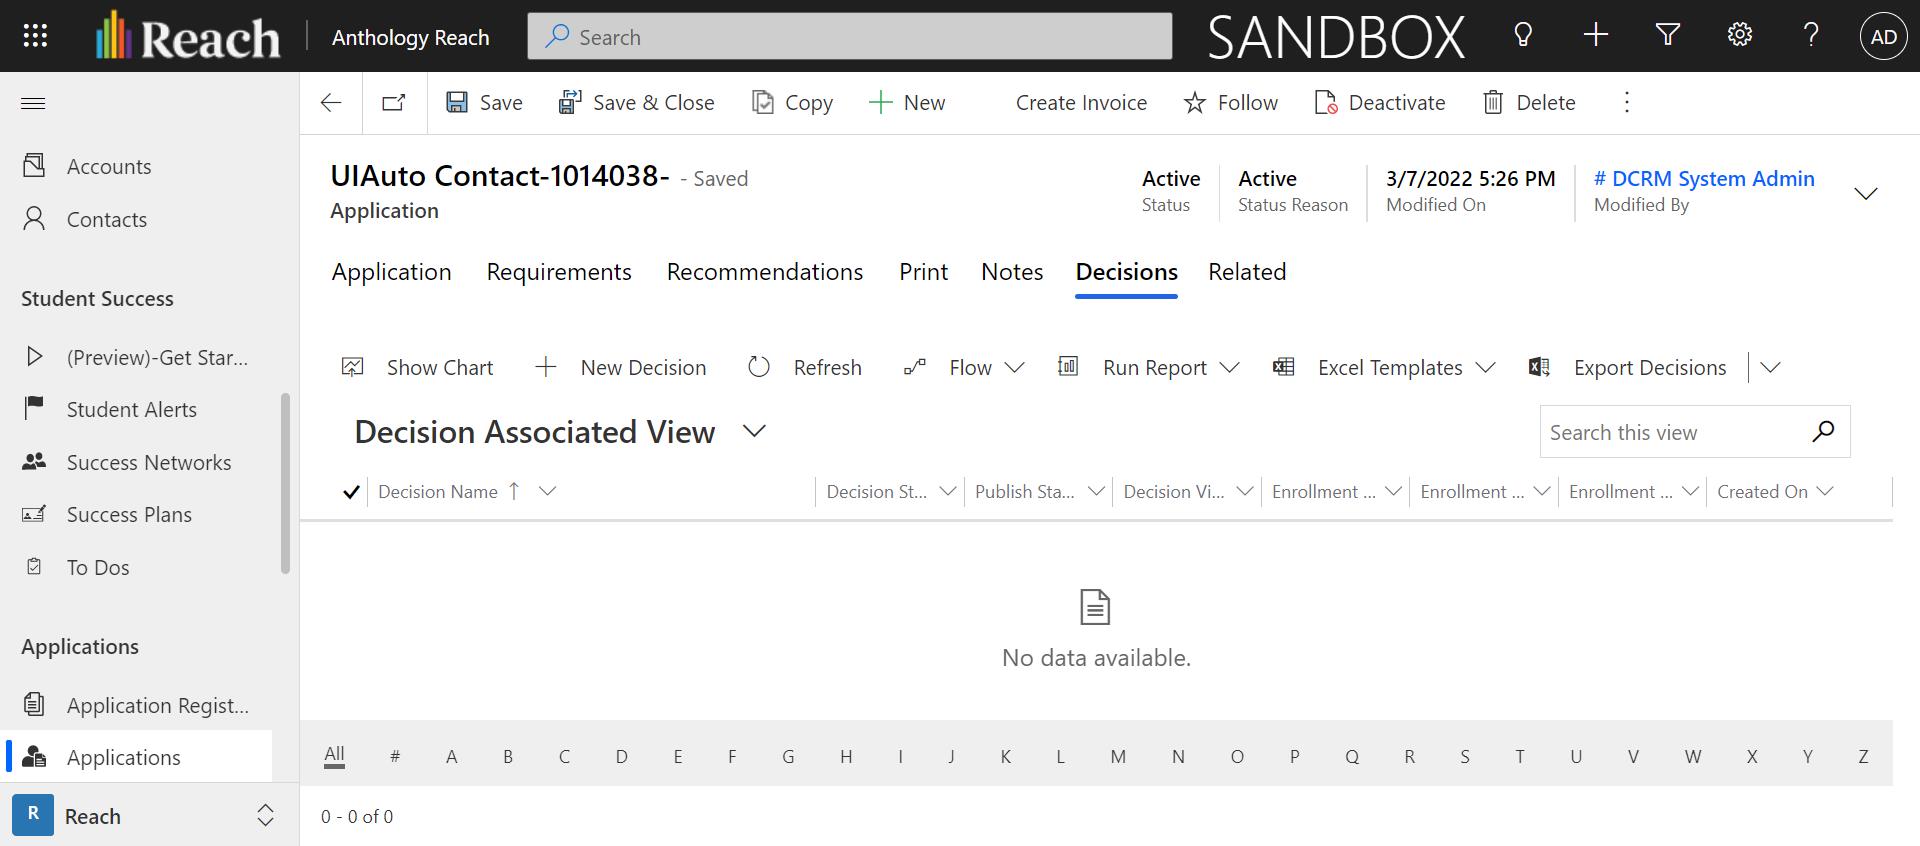 Reach
Anthology Reach
Search
SANDBOX
AD
Save
Save & Close
Copy
New
Create Invoice
Follow
Deactivate
Delete
Accounts
Contacts
Student Success
(Preview)-Get Star...
Student Alerts
Success Networks
Success Plans
To Dos
Applications
Application Regist...
Applications
R
Reach
UIAuto Contact-1014038- - Saved
Application
Active
Status
Active
Status Reason
3/7/2022 5:26 PM
Modified On
# DCRM System Admin
Modified By
Application Requirements Recommendations Print Notes Decisions Related
Show Chart New Decision Refresh Flow Run Report Excel Templates Export Decisions
Decision Associated View
Search this view
Decision Name ↑ Decision St... Publish Sta... Decision Vi... Enrollment ... Enrollment ... Enrollment ... Created On
No data available.
All # A B C D E F G H I J K L M N O P Q R S T U V W X Y Z
0 - 0 of 0